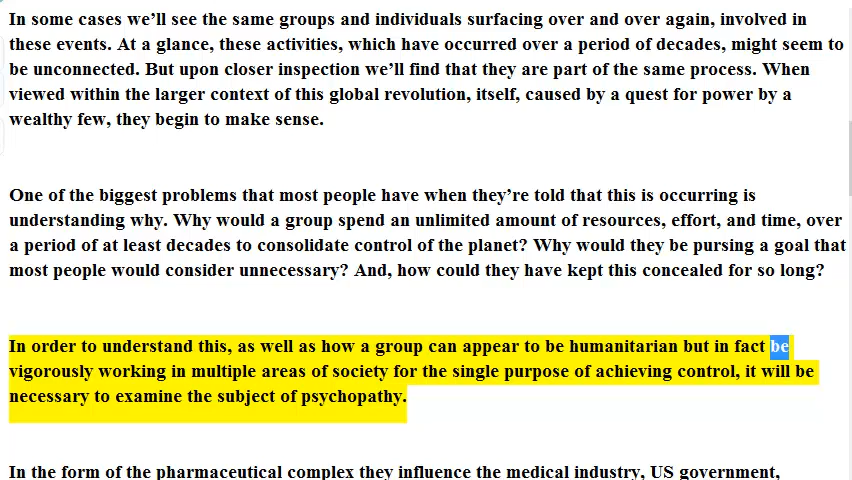 In some cases we’ll see the same groups and individuals surfacing over and over again, involved in
these events. At a glance, these activities, which have occurred over a period of decades, might seem to
be unconnected. But upon closer inspection we’ll find that they are part of the same process. When
viewed within the larger context of this global revolution, itself, caused by a quest for power by a
wealthy few, they begin to make sense.
One of the biggest problems that most people have when they’re told that this is occurring is
understanding why. Why would a group spend an unlimited amount of resources, effort, and time, over
a period of at least decades to consolidate control of the planet? Why would they be pursing a goal that
most people would consider unnecessary? And, how could they have kept this concealed for so long?
In order to understand this, as well as how a group can appear to be humanitarian but in fact be
vigorously working in multiple areas of society for the single purpose of achieving control, it will be
necessary to examine the subject of psychopathy.
In the form of the pharmaceutical complex they influence the medical industry, US government,